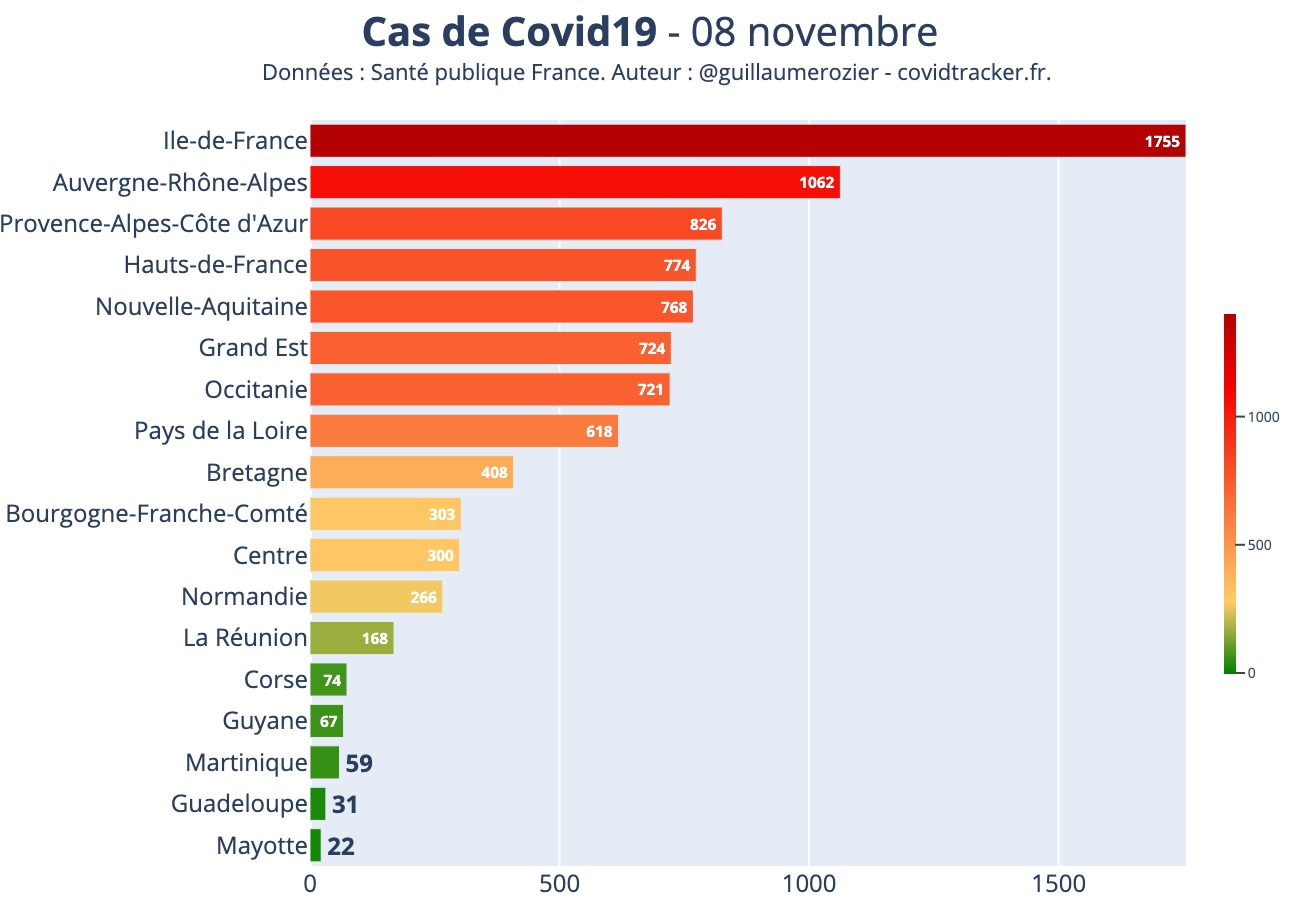 Cas de Covid19 - 08 novembre
Données : Santé publique France. Auteur : @guillaumerozier - covidtracker.fr.
Ile-de-France 1755
Auvergne-Rhône-Alpes 1062
Provence-Alpes-Côte d'Azur 826
Hauts-de-France 774
Nouvelle-Aquitaine 768
Grand Est 724
Occitanie 721
Pays de la Loire 618
Bretagne 408
Bourgogne-Franche-Comté 303
Centre 300
Normandie 266
La Réunion 168
Corse 74
Guyane 67
Martinique 59
Guadeloupe 31
Mayotte 22
0 500 1000 1500
1000
500
0